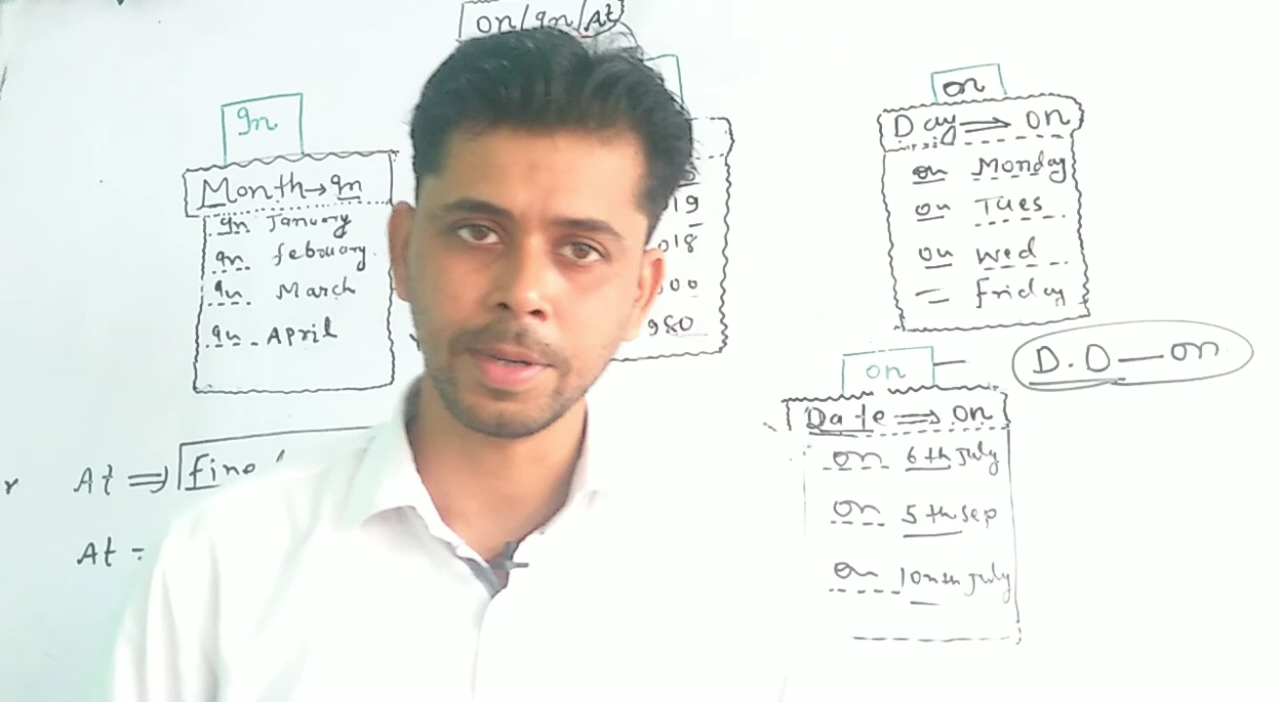 on/In/At
In
Month→In
In January
In february
In March
In April
19
018
00
980
on
Day⇒on
on Monday
on Tues
on wed
= friday
D.D—on
on
Date⇒on
on 6th July
on 5th sep
on 10nth July
At ⇒
At =